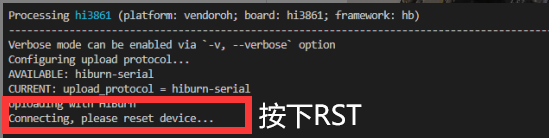 Processing hi3861 (platform: vendoroh; board: hi3861; framework: hb)
Verbose mode can be enabled via `-v, --verbose` option
Configuring upload protocol...
AVAILABLE: hiburn-serial
CURRENT: upload_protocol = hiburn-serial
Uploading with Hiburn
Connecting, please reset device...
按下RST